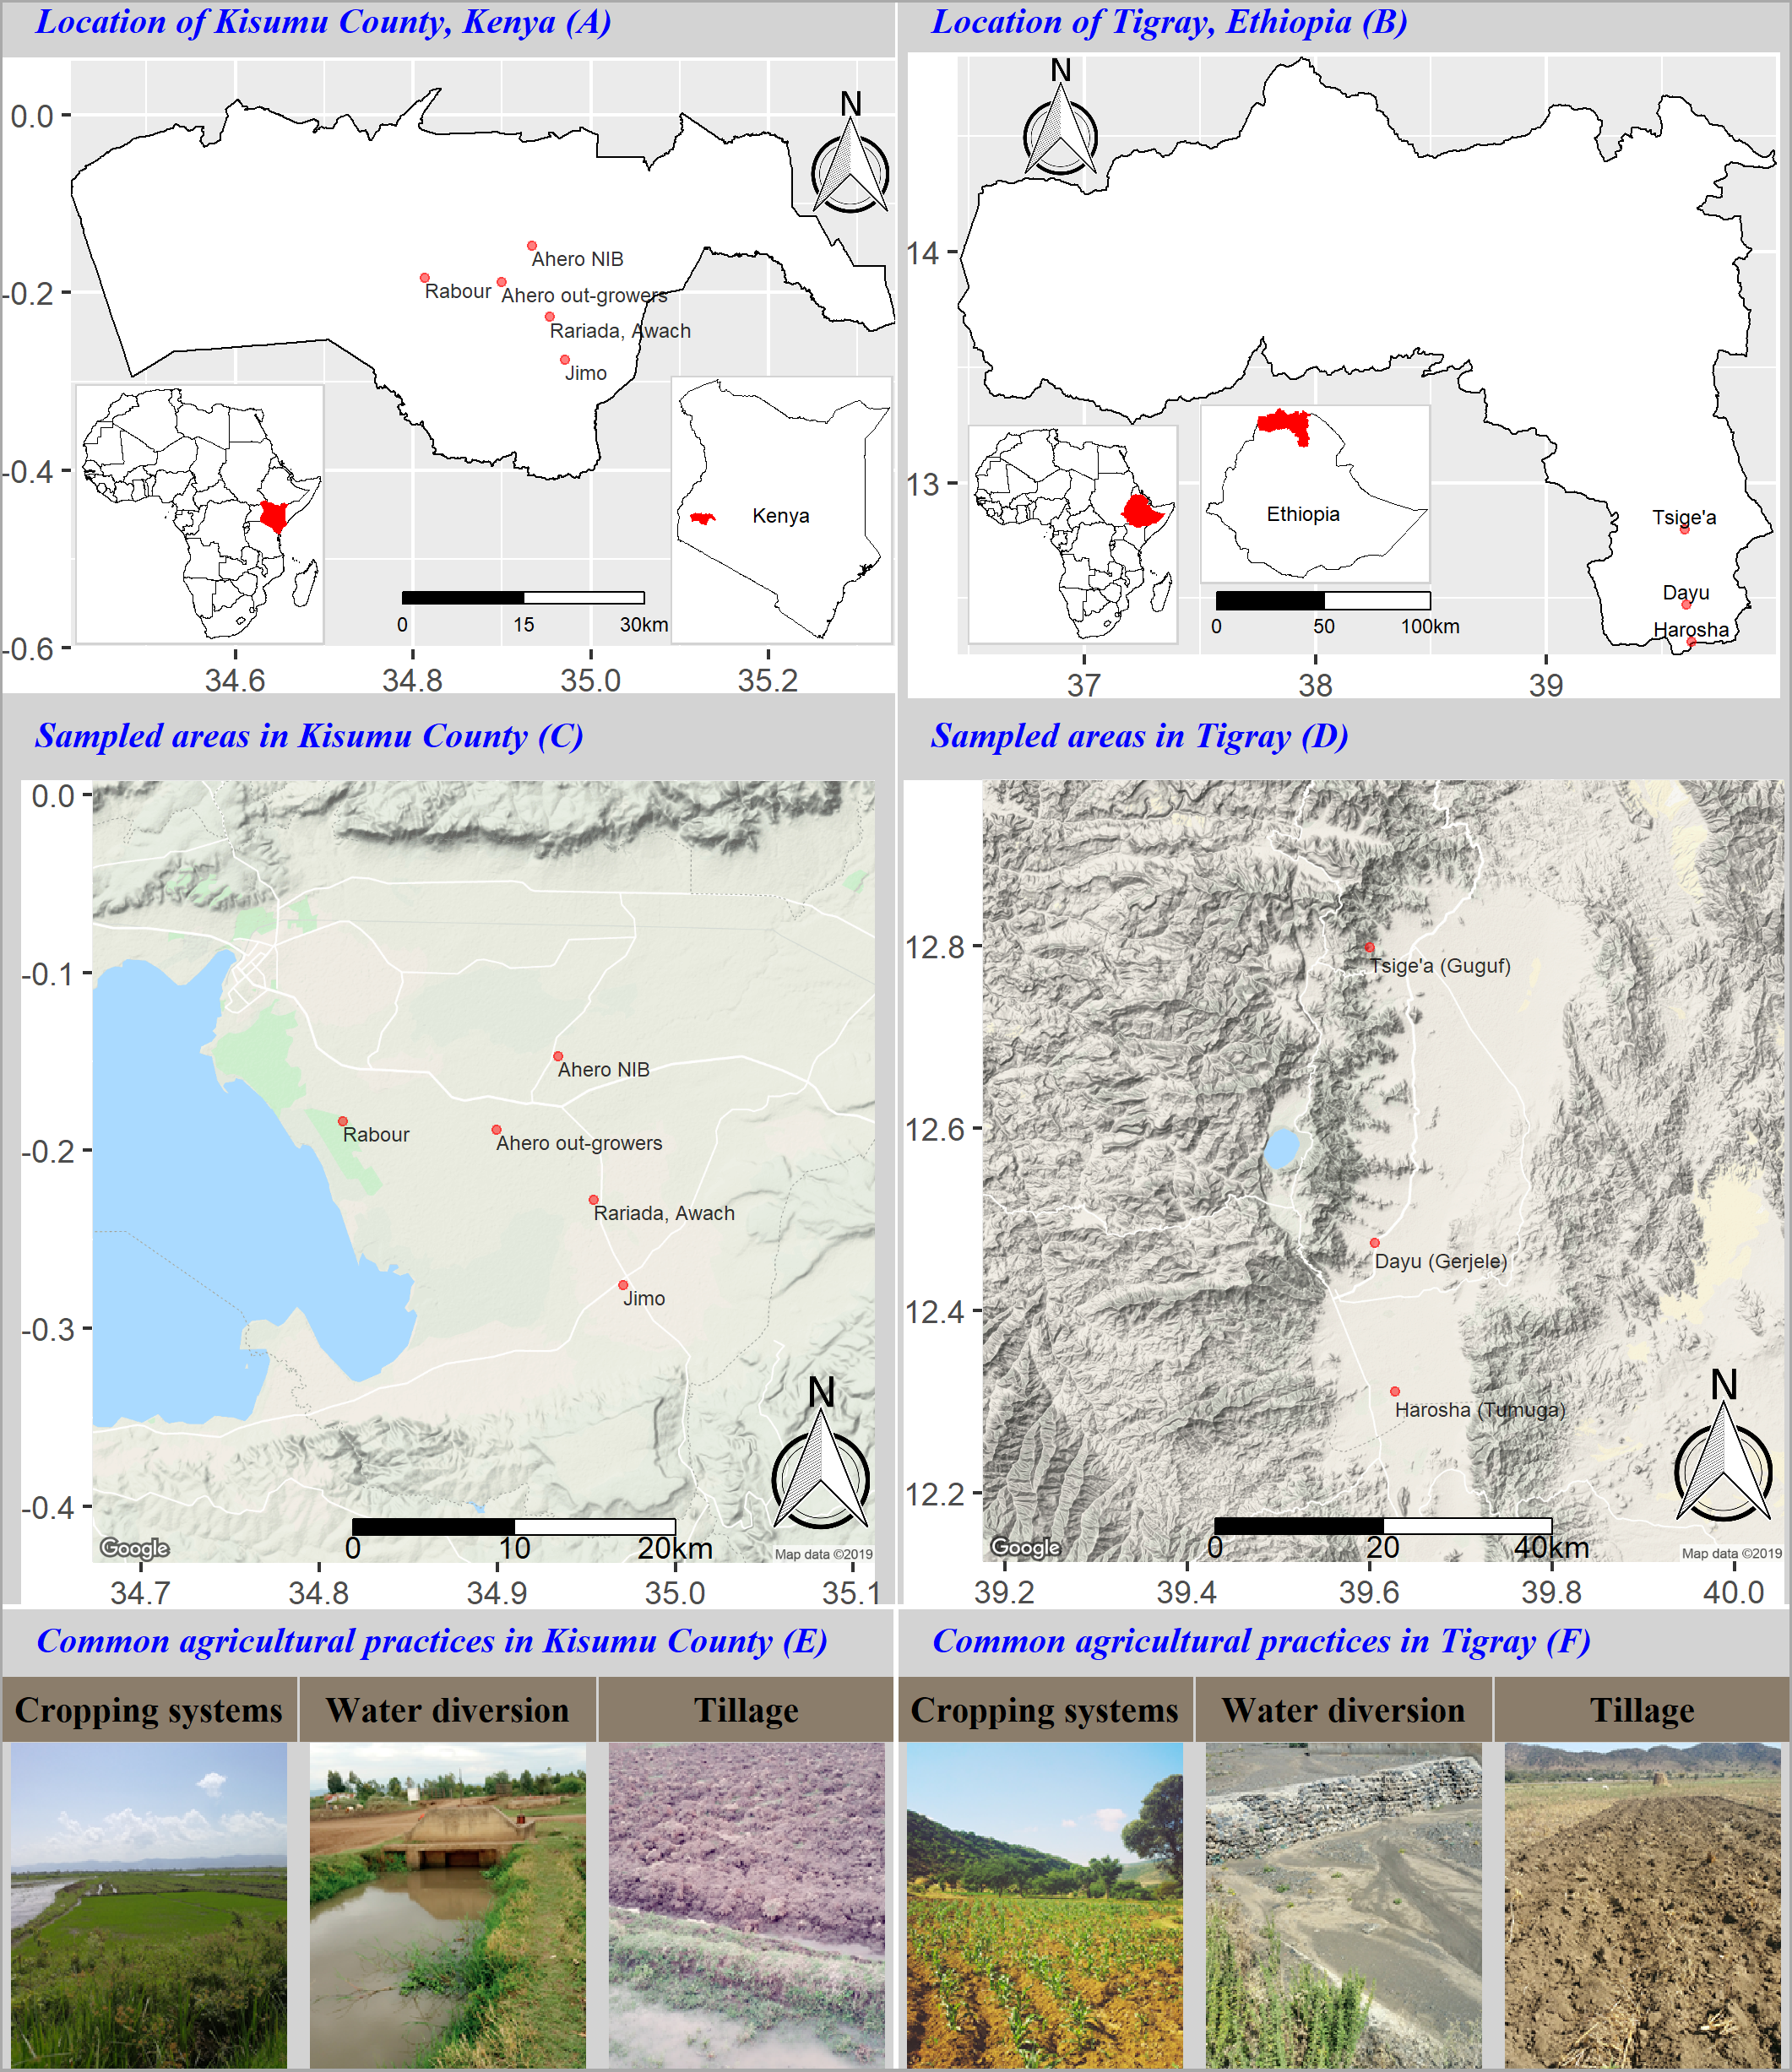 Location of Kisumu County, Kenya (A)
N
0.0
-0.2
-0.4
-0.6
Ahero NIB
Rabour
Ahero out-growers
Rariada, Awach
Jimo
Kenya
0
15
30km
34.6
34.8
35.0
35.2
Location of Tigray, Ethiopia (B)
N
14
13
Ethiopia
Tsige'a
Dayu
Harosha
0
50
100km
37
38
39
Sampled areas in Kisumu County (C)
0.0
-0.1
-0.2
-0.3
-0.4
Ahero NIB
Rabour
Ahero out-growers
Rariada, Awach
Jimo
N
0
10
20km
Google
Map data ©2019
34.7
34.8
34.9
35.0
35.1
Sampled areas in Tigray (D)
12.8
12.6
12.4
12.2
Tsige'a (Guguf)
Dayu (Gerjele)
Harosha (Tumuga)
N
0
20
40km
Google
Map data ©2019
39.2
39.4
39.6
39.8
40.0
Common agricultural practices in Kisumu County (E)
Cropping systems
Water diversion
Tillage
Common agricultural practices in Tigray (F)
Cropping systems
Water diversion
Tillage